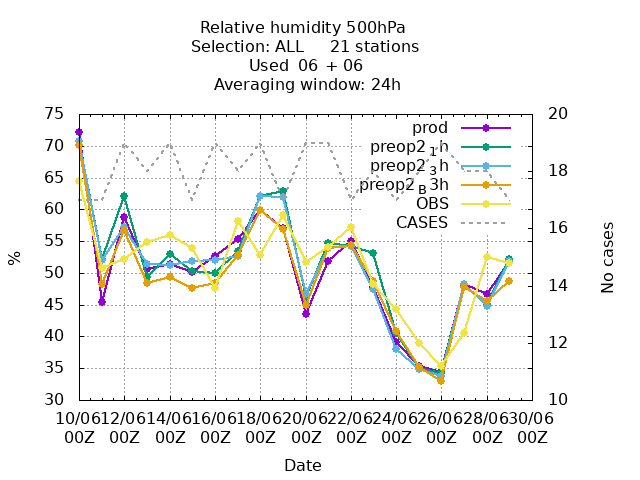 Relative humidity 500hPa
Selection: ALL 21 stations
Used 06 + 06
Averaging window: 24h
75 20
70 prod
preop2_1h
65 preop2_3h 18
preop2_B3h
60 OBS
CASES 16
55
% 50 14 No cases
45
40 12
35
30 10
10/06 12/06 14/06 16/06 18/06 20/06 22/06 24/06 26/06 28/06 30/06
00Z 00Z 00Z 00Z 00Z 00Z 00Z 00Z 00Z 00Z 00Z
Date